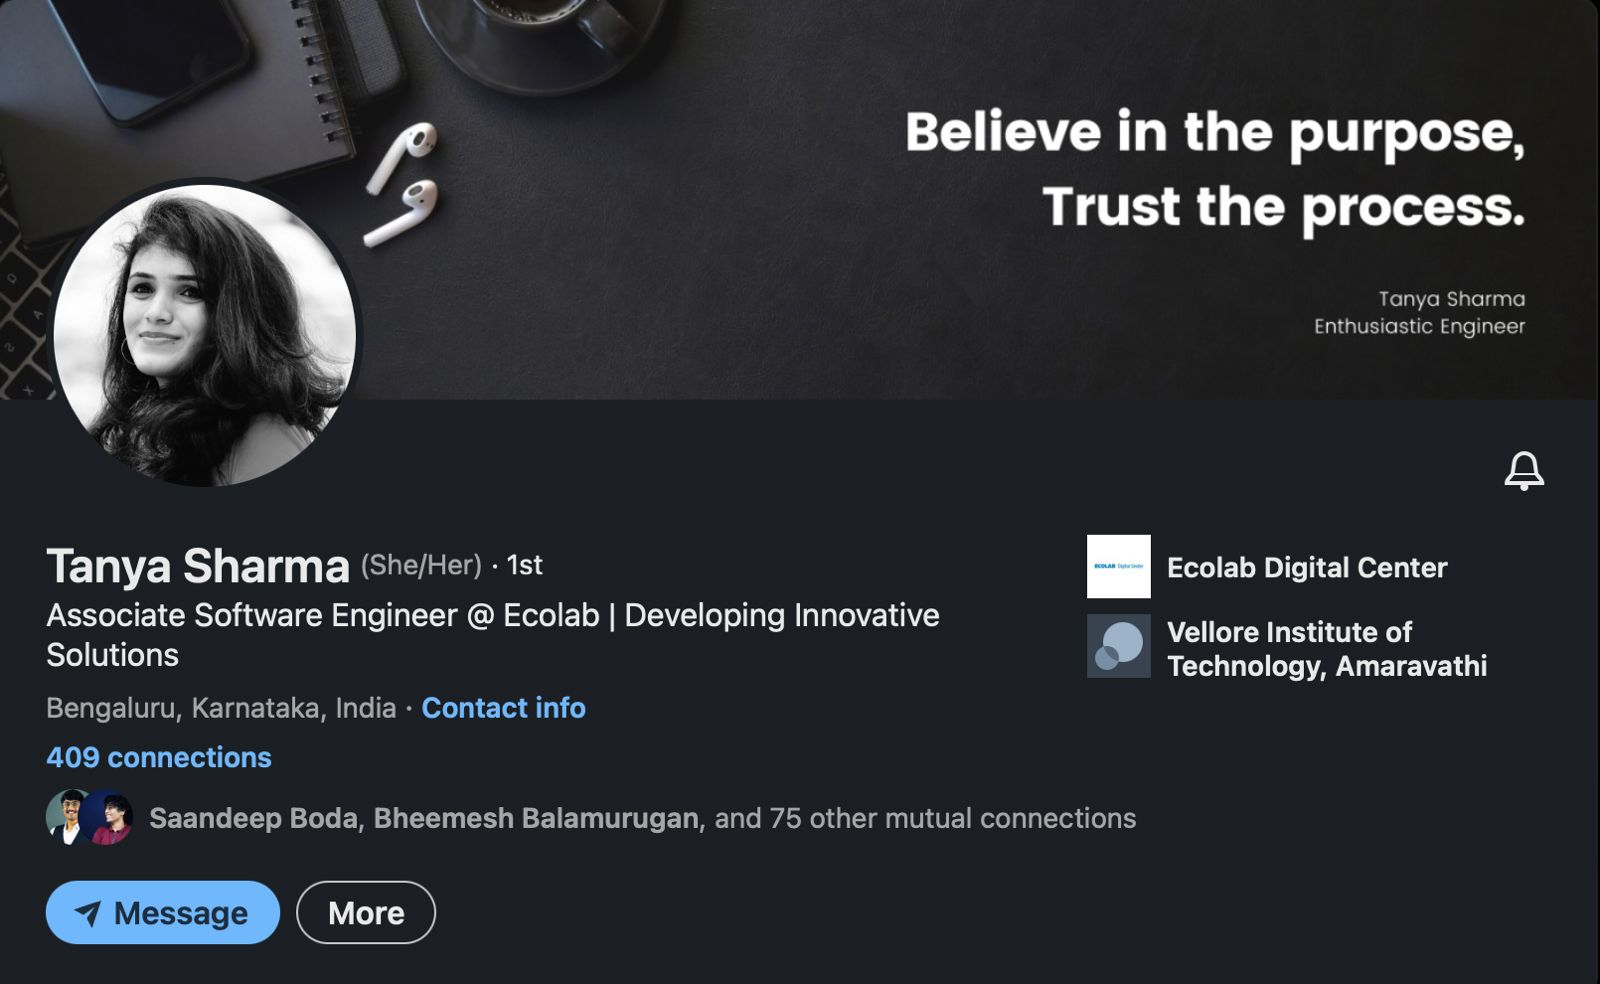 Believe in the purpose,
Trust the process.
Tanya Sharma
Enthusiastic Engineer
Tanya Sharma (She/Her) · 1st
Associate Software Engineer @ Ecolab | Developing Innovative
Solutions
Bengaluru, Karnataka, India · Contact info
409 connections
Saandeep Boda, Bheemesh Balamurugan, and 75 other mutual connections
Message
More
ECOLAB Digital Center
Ecolab Digital Center
Vellore Institute of
Technology, Amaravathi